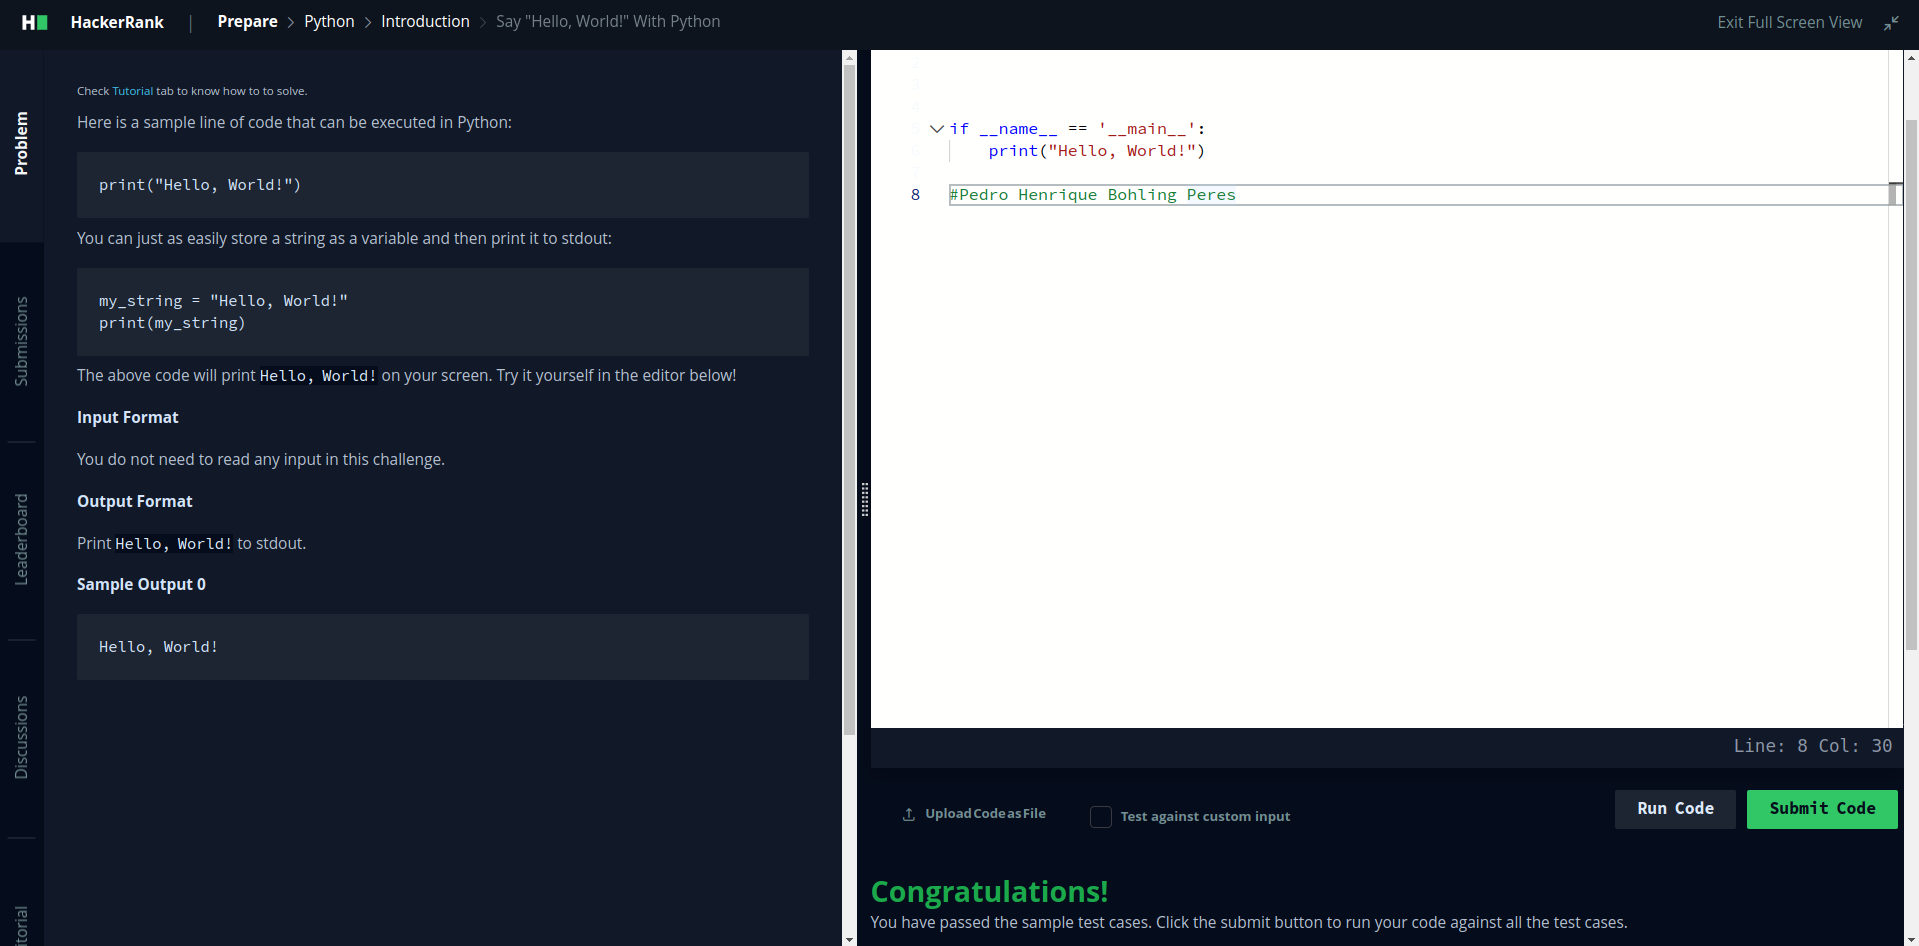 HackerRank | Prepare > Python > Introduction > Say "Hello, World!" With Python
Exit Full Screen View
Problem
Submissions
Leaderboard
Discussions
torial
Check Tutorial tab to know how to to solve.
Here is a sample line of code that can be executed in Python:
print("Hello, World!")
You can just as easily store a string as a variable and then print it to stdout:
my_string = "Hello, World!"
print(my_string)
The above code will print Hello, World! on your screen. Try it yourself in the editor below!
Input Format
You do not need to read any input in this challenge.
Output Format
Print Hello, World! to stdout.
Sample Output 0
Hello, World!
2
3
4
5 if __name__ == '__main__':
6 print("Hello, World!")
7
8 #Pedro Henrique Bohling Peres
Line: 8 Col: 30
Upload Code as File
Test against custom input
Run Code
Submit Code
Congratulations!
You have passed the sample test cases. Click the submit button to run your code against all the test cases.